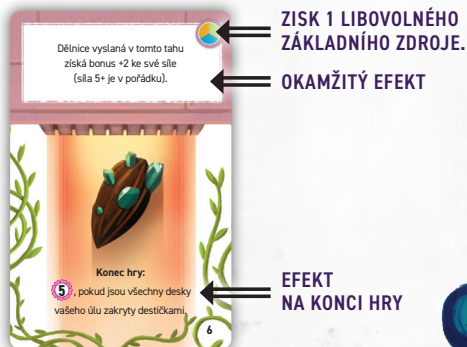 Dělnice vyslaná v tomto tahu
získá bonus +2 ke své síle
(síla 5+ je v pořádku).
ZISK 1 LIBOVOLNÉHO
ZÁKLADNÍHO ZDROJE.
OKAMŽITÝ EFEKT
Konec hry:
5, pokud jsou všechny desky
vašeho úlu zakryty destičkami.
6
EFEKT
NA KONCI HRY